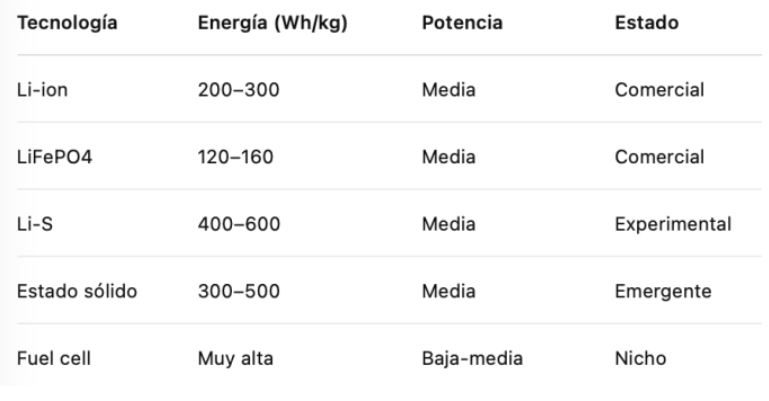 Tecnología Energía (Wh/kg) Potencia Estado
Li-ion 200–300 Media Comercial
LiFePO4 120–160 Media Comercial
Li-S 400–600 Media Experimental
Estado sólido 300–500 Media Emergente
Fuel cell Muy alta Baja-media Nicho